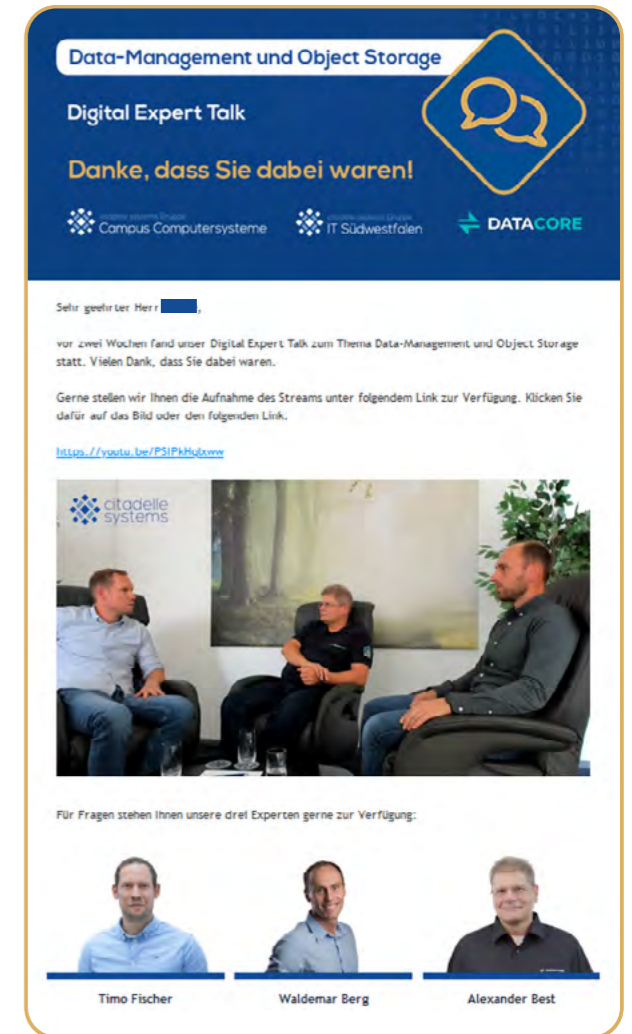 Data-Management und Object Storage
Digital Expert Talk
Danke, dass Sie dabei waren!
Campus Computersysteme
IT Südwestfalen
DATACORE
Sehr geehrter Herr ,
vor zwei Wochen fand unser Digital Expert Talk zum Thema Data-Management und Object Storage
statt. Vielen Dank, dass Sie dabei waren.
Gerne stellen wir Ihnen die Aufnahme des Streams unter folgendem Link zur Verfügung. Klicken Sie
dafür auf das Bild oder den folgenden Link.
citadelle
systems
Für Fragen stehen Ihnen unsere drei Experten gerne zur Verfügung:
Timo Fischer
Waldemar Berg
Alexander Best